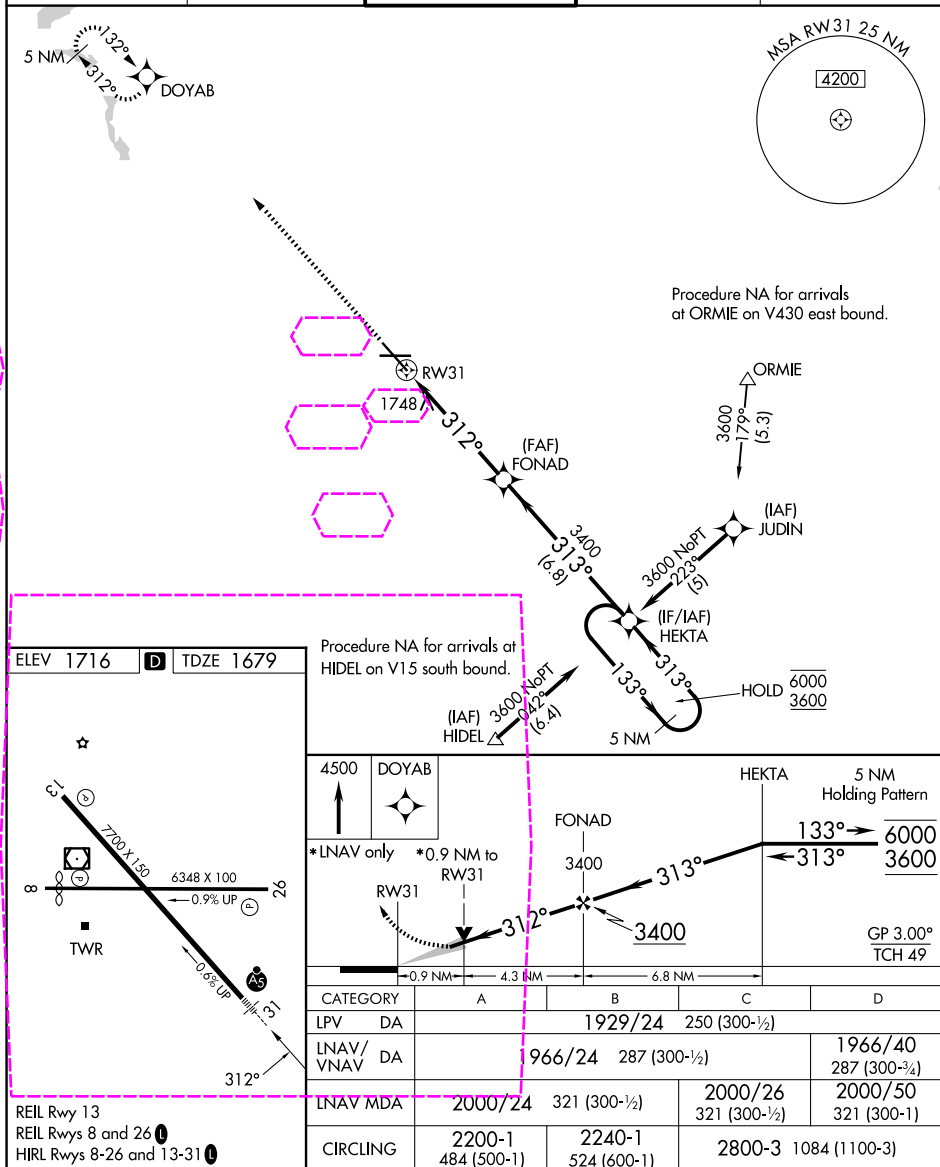 5 NM
132°
312°
DOYAB
MSA RW31 25 NM
4200
Procedure NA for arrivals
at ORMIE on V430 east bound.
RW31
1748
312°
(FAF)
FONAD
ORMIE
3600
179°
(5.3)
(IAF)
JUDIN
3400
313°
(6.8)
3600 NoPT
223°
(5)
(IF/IAF)
HEKTA
313°
133°
HOLD
6000
3600
5 NM
Procedure NA for arrivals at
HIDEL on V15 south bound.
3600 NoPT
042°
(6.4)
(IAF)
HIDEL
ELEV 1716
D
TDZE 1679
13
P
7700 X 150
P
8
6348 X 100
26
0.9% UP
P
TWR
0.6% UP
A5
31
312°
REIL Rwy 13
REIL Rwys 8 and 26 L
HIRL Rwys 8-26 and 13-31 L
4500
DOYAB
*LNAV only
*0.9 NM to
RW31
RW31
FONAD
3400
HEKTA
5 NM
Holding Pattern
133°
313°
6000
3600
313°
312°
3400
GP 3.00°
TCH 49
0.9 NM
4.3 NM
6.8 NM
CATEGORY A B C D
LPV DA 1929/24 250 (300-½)
LNAV/
VNAV DA 1966/24 287 (300-½)
1966/40
287 (300-¾)
LNAV MDA 2000/24 321 (300-½)
2000/26
321 (300-½)
2000/50
321 (300-1)
CIRCLING
2200-1
484 (500-1)
2240-1
524 (600-1)
2800-3 1084 (1100-3)